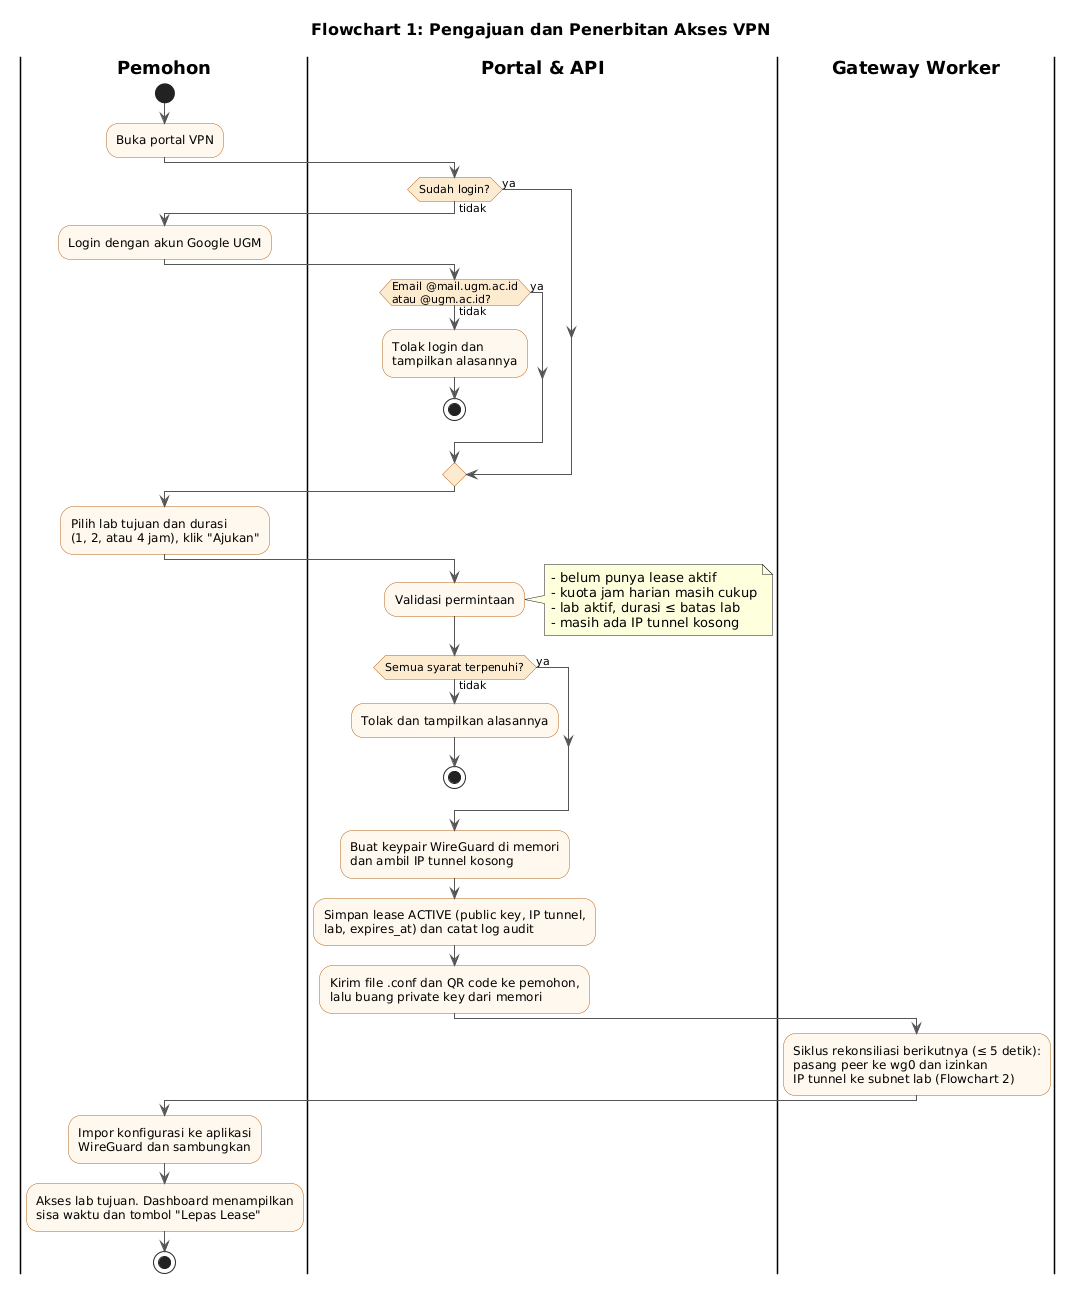 Flowchart 1: Pengajuan dan Penerbitan Akses VPN
Pemohon
Portal & API
Gateway Worker
Buka portal VPN
Sudah login?
ya
tidak
Login dengan akun Google UGM
Email @mail.ugm.ac.id
atau @ugm.ac.id?
ya
tidak
Tolak login dan
tampilkan alasannya
Pilih lab tujuan dan durasi
(1, 2, atau 4 jam), klik "Ajukan"
Validasi permintaan
- belum punya lease aktif
- kuota jam harian masih cukup
- lab aktif, durasi ≤ batas lab
- masih ada IP tunnel kosong
Semua syarat terpenuhi?
ya
tidak
Tolak dan tampilkan alasannya
Buat keypair WireGuard di memori
dan ambil IP tunnel kosong
Simpan lease ACTIVE (public key, IP tunnel,
lab, expires_at) dan catat log audit
Kirim file .conf dan QR code ke pemohon,
lalu buang private key dari memori
Siklus rekonsiliasi berikutnya (≤ 5 detik):
pasang peer ke wg0 dan izinkan
IP tunnel ke subnet lab (Flowchart 2)
Impor konfigurasi ke aplikasi
WireGuard dan sambungkan
Akses lab tujuan. Dashboard menampilkan
sisa waktu dan tombol "Lepas Lease"